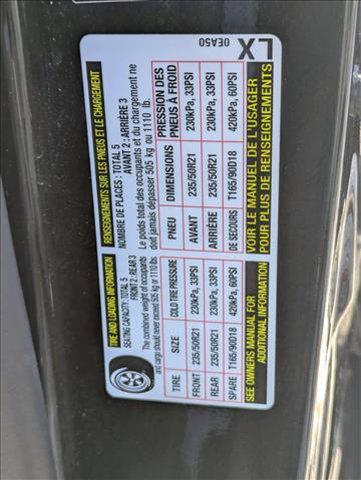 TIRE AND LOADING INFORMATION
SEATING CAPACITY: TOTAL 5
FRONT 2 : REAR 3
The combined weight of occupants
and cargo should never exceed 505 kg or 1110 lbs.
TIRE SIZE COLD TIRE PRESSURE
FRONT 235/50R21 230kPa, 33PSI
REAR 235/50R21 230kPa, 33PSI
SPARE T165/90D18 420kPa, 60PSI
SEE OWNERS MANUAL FOR
ADDITIONAL INFORMATION
RENSEIGNEMENTS SUR LES PNEUS ET LE CHARGEMENT
NOMBRE DE PLACES : TOTAL 5
AVANT 2 : ARRIÈRE 3
Le poids total des occupants et du chargement ne
doit jamais dépasser 505 kg ou 1110 lb.
PNEU DIMENSIONS PRESSION DES
PNEUS À FROID
AVANT 235/50R21 230kPa, 33PSI
ARRIÈRE 235/50R21 230kPa, 33PSI
DE SECOURS T165/90D18 420kPa, 60PSI
VOIR LE MANUEL DE L'USAGER
POUR PLUS DE RENSEIGNEMENTS
0EA50
LX